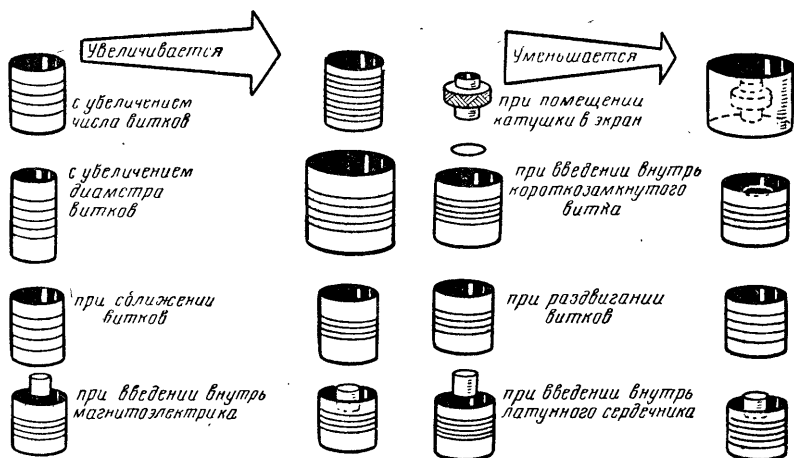 Увеличивается
с увеличением
числа витков
с увеличением
диаметра
витков
при сближении
витков
при введении внутрь
магнитоэлектрика
Уменьшается
при помещении
катушки в экран
при введении внутрь
короткозамкнутого
витка
при раздвигании
витков
при введении внутрь
латунного сердечника